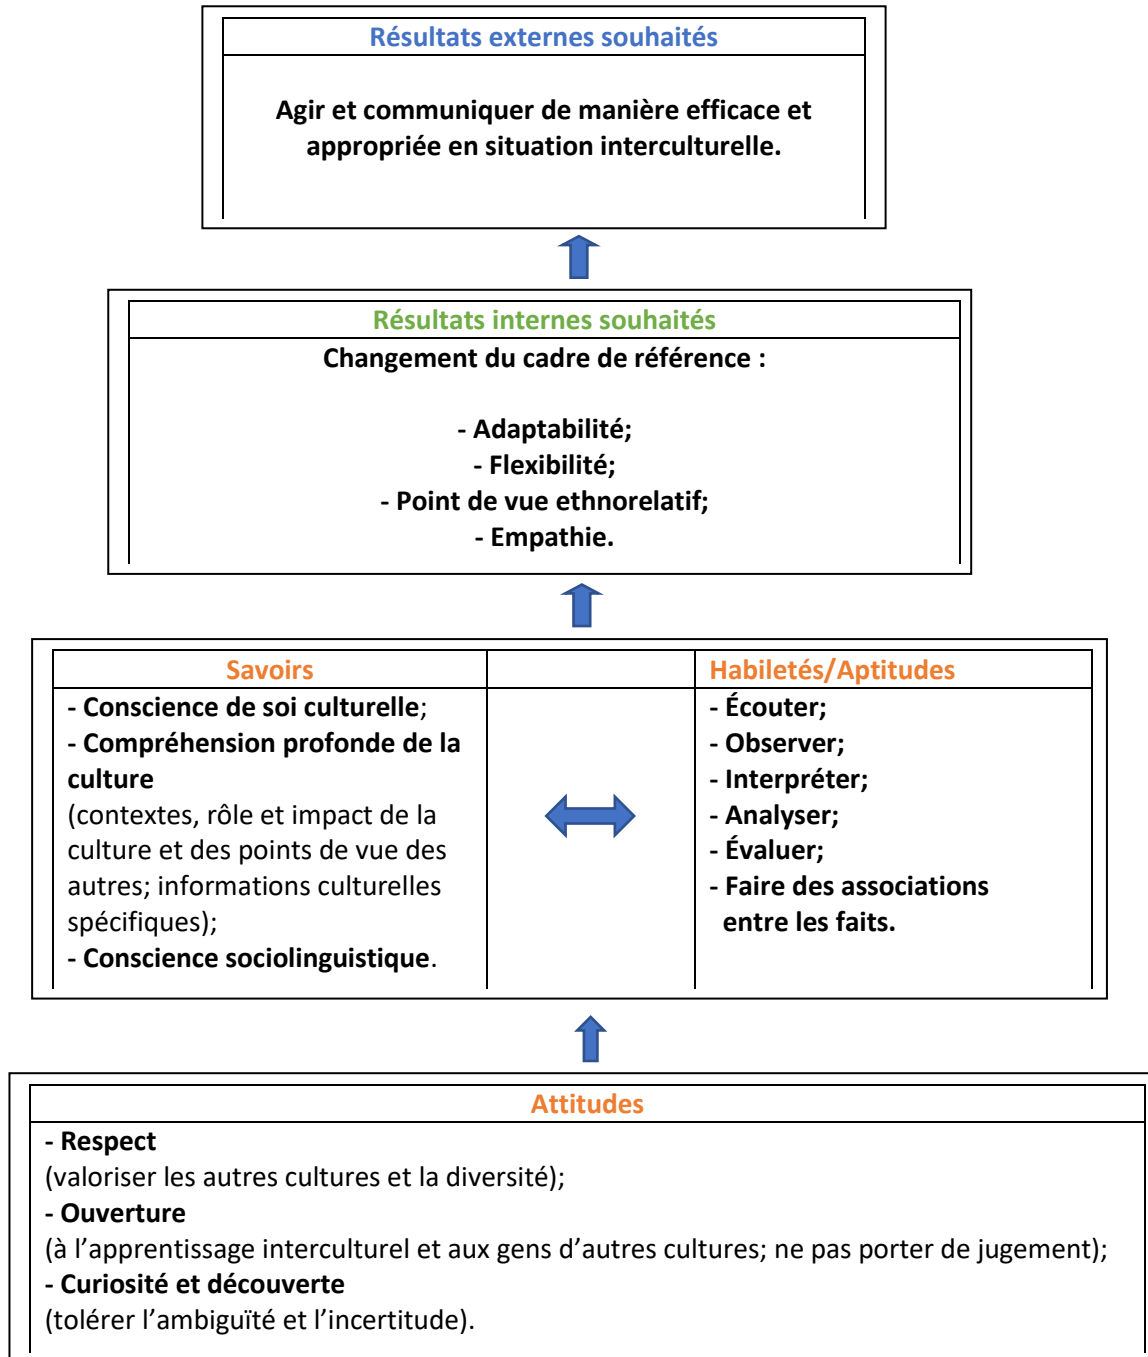 Résultats externes souhaités
Agir et communiquer de manière efficace et
appropriée en situation interculturelle.
Résultats internes souhaités
Changement du cadre de référence :
- Adaptabilité;
- Flexibilité;
- Point de vue ethnorelatif;
- Empathie.
Savoirs
- Conscience de soi culturelle;
- Compréhension profonde de la
culture
(contextes, rôle et impact de la
culture et des points de vue des
autres; informations culturelles
spécifiques);
- Conscience sociolinguistique.
Habiletés/Aptitudes
- Écouter;
- Observer;
- Interpréter;
- Analyser;
- Évaluer;
- Faire des associations
entre les faits.
Attitudes
- Respect
(valoriser les autres cultures et la diversité);
- Ouverture
(à l’apprentissage interculturel et aux gens d’autres cultures; ne pas porter de jugement);
- Curiosité et découverte
(tolérer l’ambiguïté et l’incertitude).